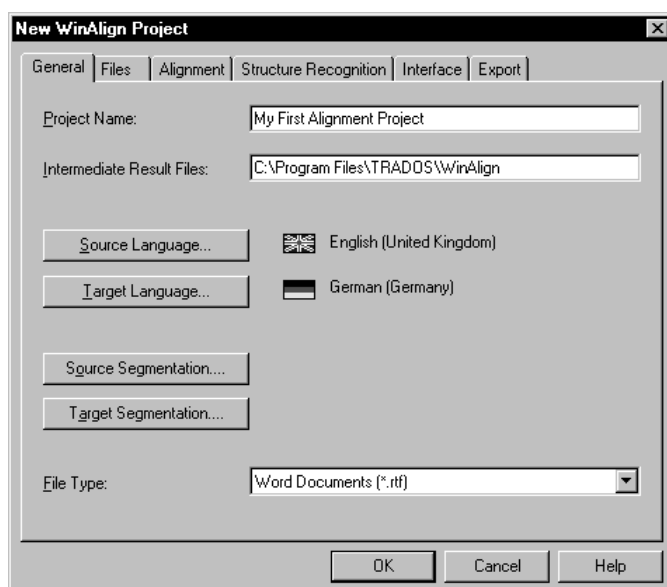 New WinAlign Project
General Files Alignment Structure Recognition Interface Export
Project Name: My First Alignment Project
Intermediate Result Files: C:\Program Files\TRADOS\WinAlign
Source Language... English (United Kingdom)
Target Language... German (Germany)
Source Segmentation....
Target Segmentation....
File Type: Word Documents (*.rtf)
OK Cancel Help